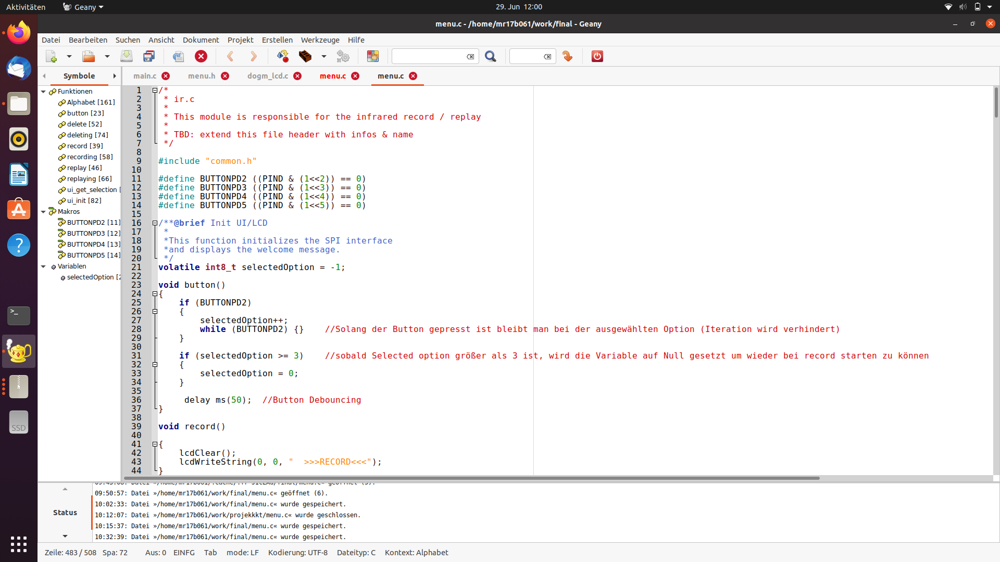 Aktivitäten
Geany
29. Jun 12:00
menu.c - /home/mr17b061/work/final - Geany
Datei Bearbeiten Suchen Ansicht Dokument Projekt Erstellen Werkzeuge Hilfe
Symbole
main.c menu.h dogm_lcd.c menu.c menu.c
Funktionen
Alphabet [161]
button [23]
delete [52]
deleting [74]
record [39]
recording [58]
replay [46]
replaying [66]
ui_get_selection [
ui_init [82]
Makros
BUTTONPD2 [11]
BUTTONPD3 [12]
BUTTONPD4 [13]
BUTTONPD5 [14]
Variablen
selectedOption [2
1 /*
2 * ir.c
3 *
4 * This module is responsible for the infrared record / replay
5 *
6 * TBD: extend this file header with infos & name
7 */
8
9 #include "common.h"
10
11 #define BUTTONPD2 ((PIND & (1<<2)) == 0)
12 #define BUTTONPD3 ((PIND & (1<<3)) == 0)
13 #define BUTTONPD4 ((PIND & (1<<4)) == 0)
14 #define BUTTONPD5 ((PIND & (1<<5)) == 0)
15
16 /**@brief Init UI/LCD
17 *
18 *This function initializes the SPI interface
19 *and displays the welcome message.
20 */
21 volatile int8_t selectedOption = -1;
22
23 void button()
24 {
25 if (BUTTONPD2)
26 {
27 selectedOption++;
28 while (BUTTONPD2) {} //Solang der Button gepresst ist bleibt man bei der ausgewählten Option (Iteration wird verhindert)
29 }
30
31 if (selectedOption >= 3) //sobald Selected option größer als 3 ist, wird die Variable auf Null gesetzt um wieder bei record starten zu können
32 {
33 selectedOption = 0;
34 }
35
36 delay ms(50); //Button Debouncing
37 }
38
39 void record()
40
41 {
42 lcdClear();
43 lcdWriteString(0, 0, "  >>>RECORD<<<");
44 }
09:50:57: Datei »/home/mr17b061/work/final/menu.c« geöffnet (6).
10:02:33: Datei »/home/mr17b061/work/final/menu.c« wurde gespeichert.
10:12:07: Datei »/home/mr17b061/work/projekkkt/menu.c« wurde geschlossen.
10:15:37: Datei »/home/mr17b061/work/final/menu.c« wurde gespeichert.
10:32:39: Datei »/home/mr17b061/work/final/menu.c« wurde gespeichert.
Status
SSD
Zeile: 483 / 508 Spa: 72 Aus: 0 EINFG Tab mode: LF Kodierung: UTF-8 Dateityp: C Kontext: Alphabet